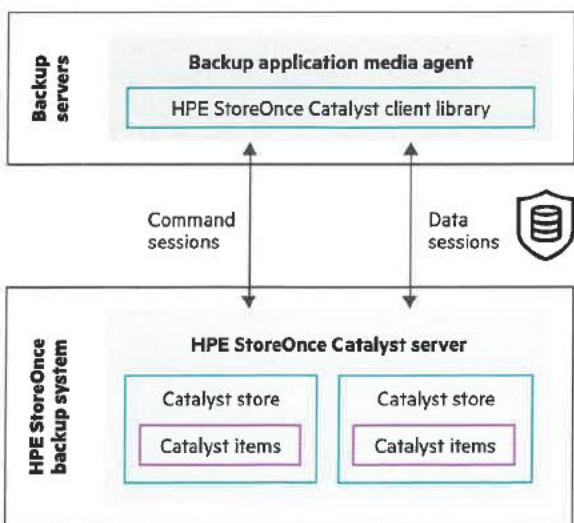 Backup servers
Backup application media agent
HPE StoreOnce Catalyst client library
Command
sessions
Data
sessions
HPE StoreOnce
backup system
HPE StoreOnce Catalyst server
Catalyst store
Catalyst items
Catalyst store
Catalyst items